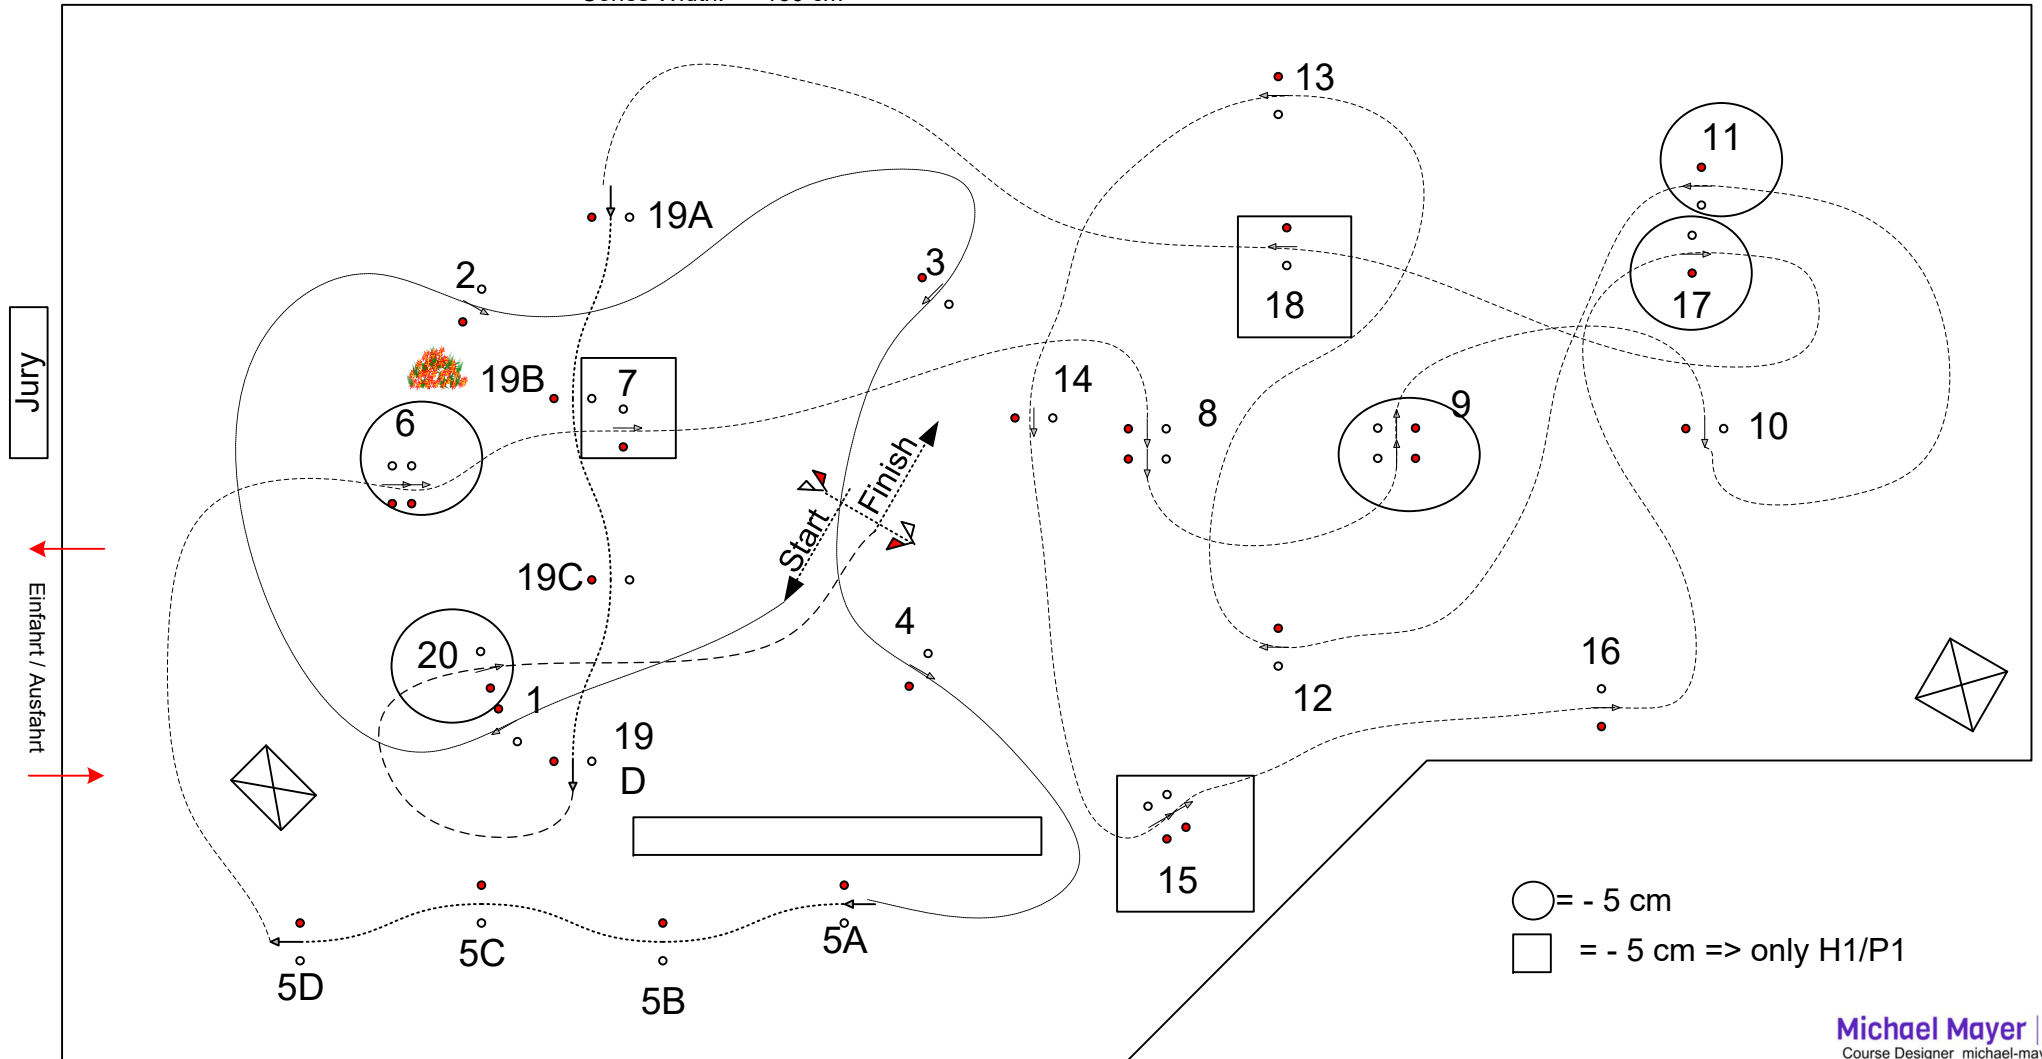 13
11
19A
2
3
18
17
Jury
19B
7
14
6
8
9
10
Finish
Start
19C
Einfahrt / Ausfahrt
4
20
16
1
12
19
D
15
5A
5C
5D
5B
= - 5 cm
= - 5 cm => only H1/P1
Michael Mayer |
Course Designer